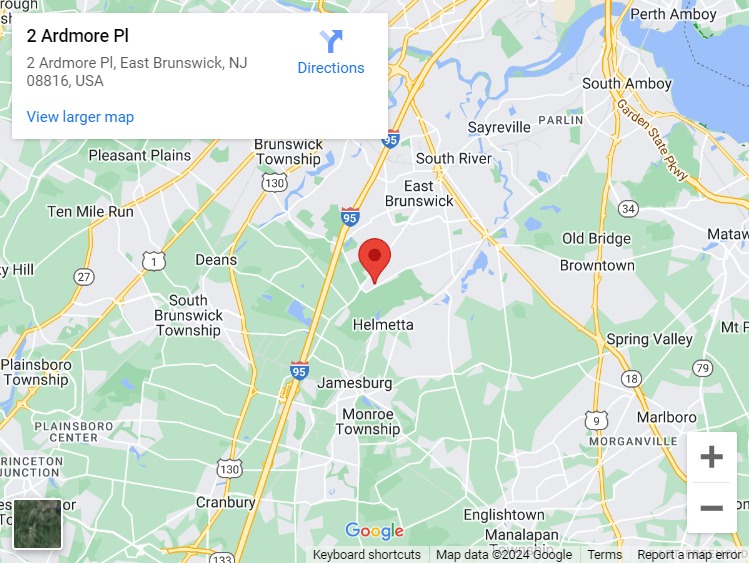 rough
Perth Amboy
2 Ardmore Pl
2 Ardmore Pl, East Brunswick, NJ
08816, USA
Directions
View larger map
South Amboy
Garden State Pkwy
Sayreville
PARLIN
95
Brunswick
Township
Pleasant Plains
South River
130
East
Brunswick
Ten Mile Run
95
34
Mataw
Old Bridge
Browntown
ky Hill
27
1
Deans
South
Brunswick
Township
Helmetta
Mt P
Spring Valley
Plainsboro
Township
95
Jamesburg
18
79
Monroe
Township
9
Marlboro
MORGANVILLE
PLAINSBORO
CENTER
RINCETON
JUNCTION
130
Cranbury
Englishtown
Manalapan
Township
133
Google
Keyboard shortcuts
Map data ©2024 Google
Terms
Report a map error